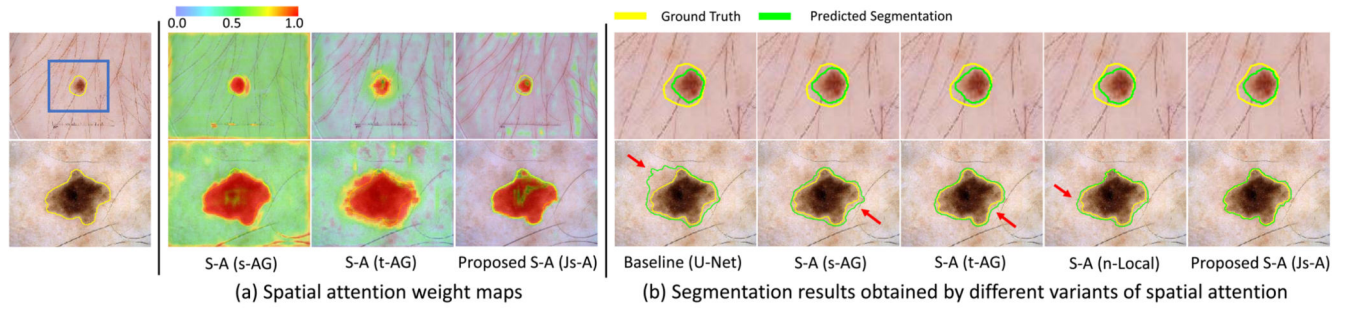 0.0 0.5 1.0
Ground Truth Predicted Segmentation
S-A (s-AG) S-A (t-AG) Proposed S-A (Js-A)
Baseline (U-Net) S-A (s-AG) S-A (t-AG) S-A (n-Local) Proposed S-A (Js-A)
(a) Spatial attention weight maps
(b) Segmentation results obtained by different variants of spatial attention